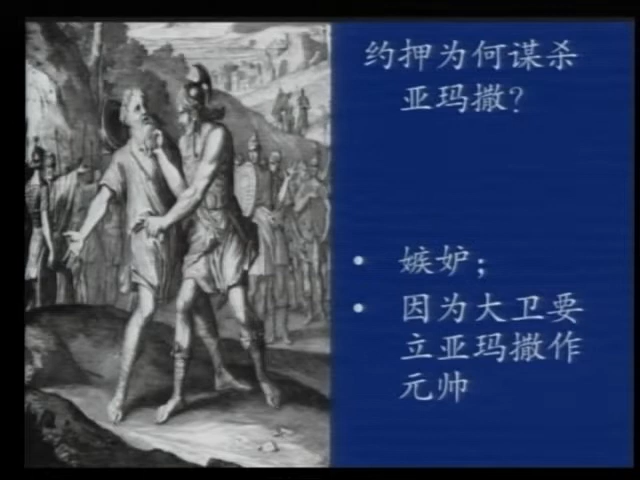 约押为何谋杀
亚玛撒?
• 嫉妒;
• 因为大卫要
立亚玛撒作
元帅